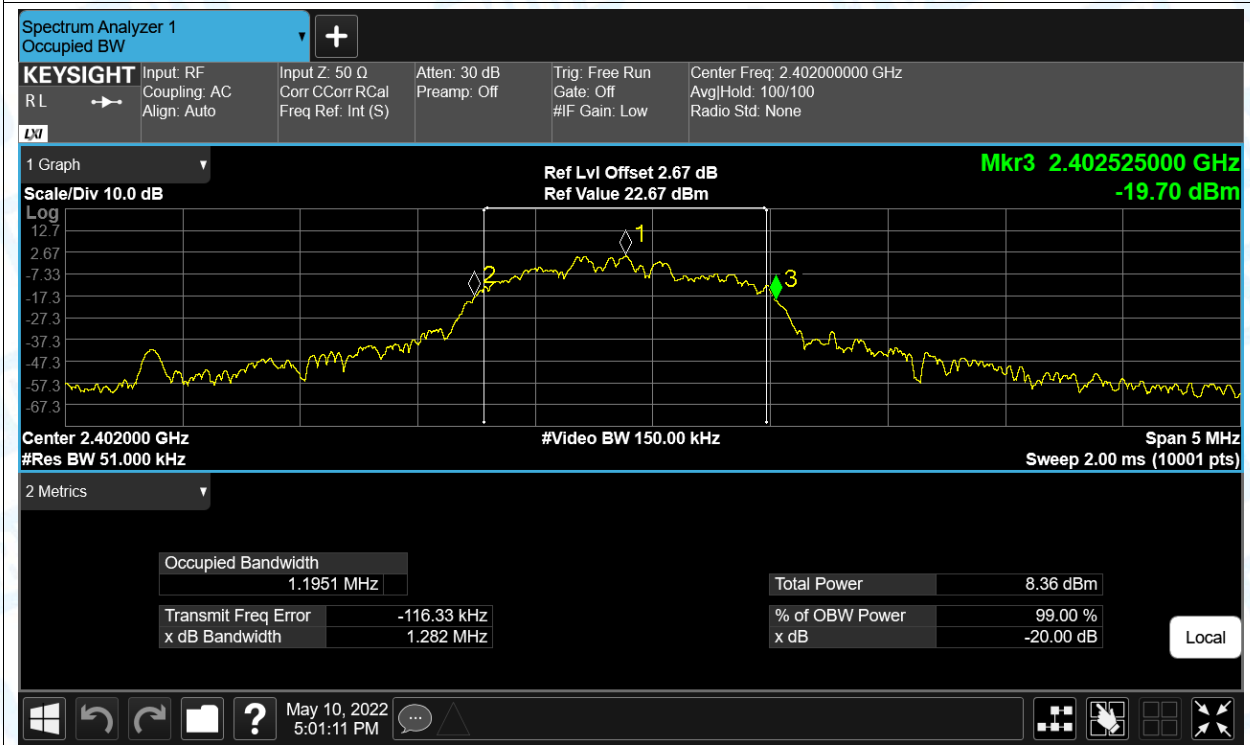 Spectrum Analyzer 1
Occupied BW
▼
+
KEYSIGHT Input: RF Input Z: 50 Ω Atten: 30 dB Trig: Free Run Center Freq: 2.402000000 GHz
R L Coupling: AC Corr CCorr RCal Preamp: Off Gate: Off Avg|Hold: 100/100
Align: Auto Freq Ref: Int (S) #IF Gain: Low Radio Std: None
LXI
1 Graph ▼
Mkr3 2.402525000 GHz
Ref Lvl Offset 2.67 dB
Scale/Div 10.0 dB Ref Value 22.67 dBm -19.70 dBm
Log
12.7
2.67
-7.33
-17.3
-27.3
-37.3
-47.3
-57.3
-67.3
1
2
3
Center 2.402000 GHz #Video BW 150.00 kHz Span 5 MHz
#Res BW 51.000 kHz Sweep 2.00 ms (10001 pts)
2 Metrics ▼
Occupied Bandwidth
1.1951 MHz Total Power 8.36 dBm
Transmit Freq Error -116.33 kHz % of OBW Power 99.00 %
x dB Bandwidth 1.282 MHz x dB -20.00 dB
Local
? May 10, 2022
5:01:11 PM